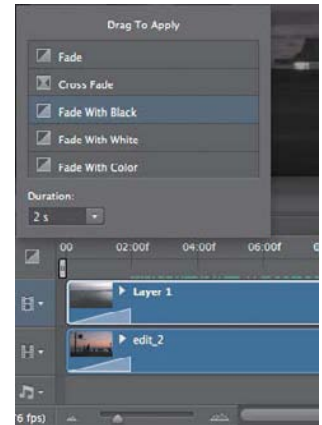 Drag To Apply
Fade
Cross Fade
Fade With Black
Fade With White
Fade With Color
Duration:
2 s
00 02:00f 04:00f 06:00f
Layer 1
edit_2
6 fps)